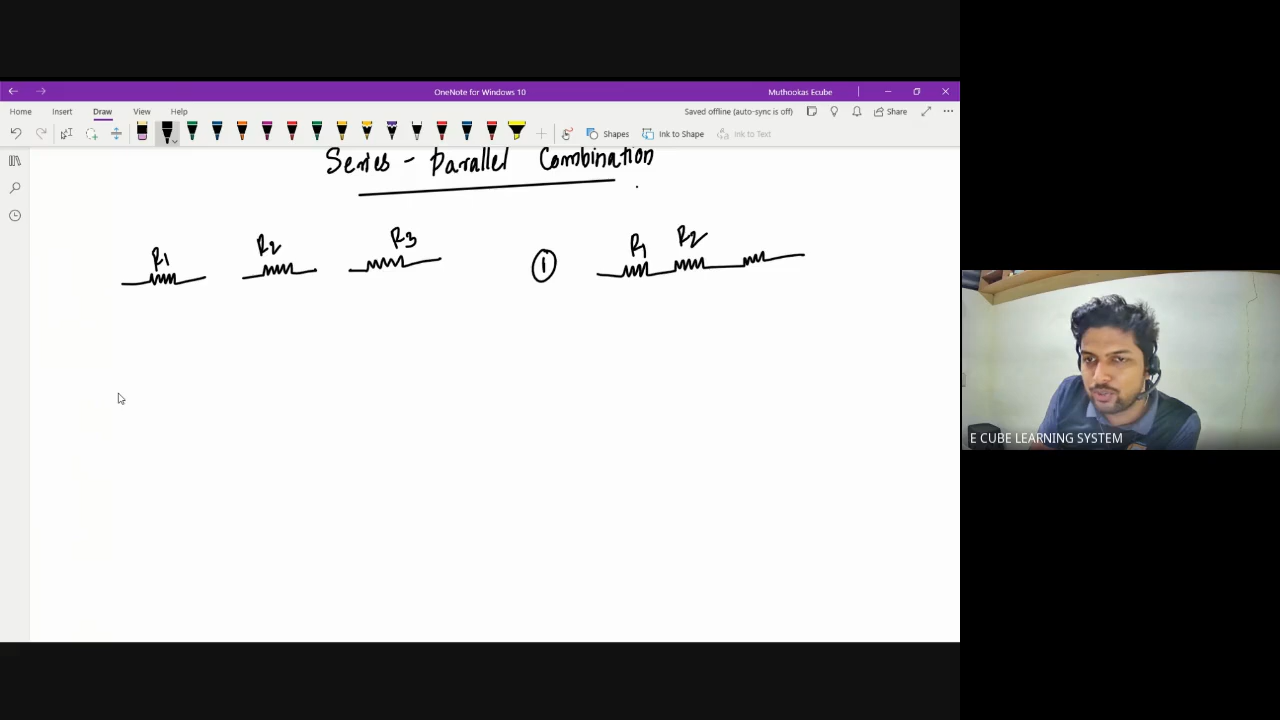 OneNote for Windows 10
Muthookas Ecube
Home Insert Draw View Help
Saved offline (auto-sync is off)
Share
Shapes
Ink to Shape
Ink to Text
Series - Parallel Combination
R1 R2 R3
1 R1 R2
E CUBE LEARNING SYSTEM